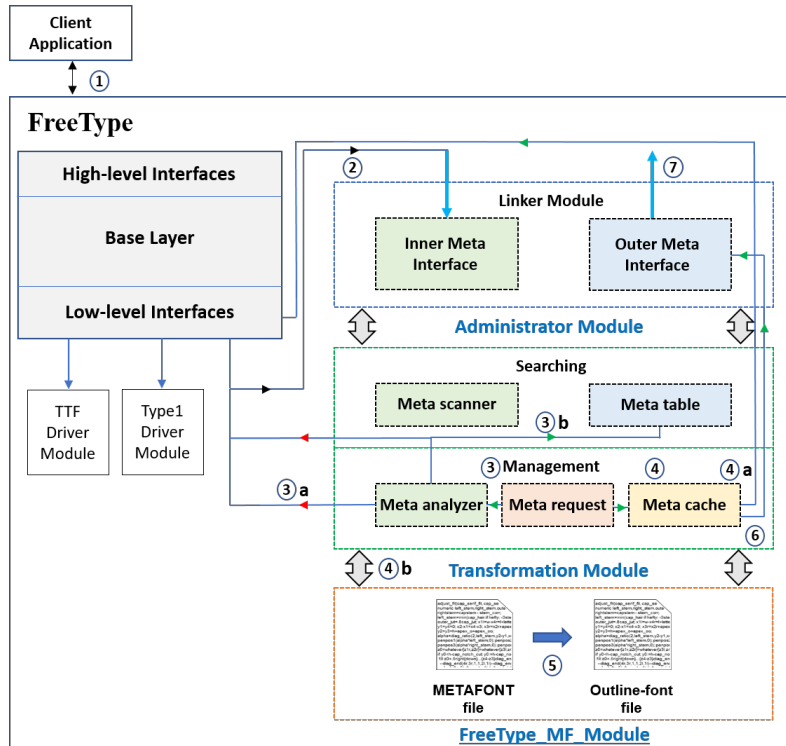 Client
Application
①
FreeType
High-level Interfaces
Base Layer
Low-level Interfaces
TTF
Driver
Module
Type1
Driver
Module
②
⑦
Linker Module
Inner Meta
Interface
Outer Meta
Interface
Administrator Module
Searching
Meta scanner
Meta table
③ b
③ Management
④
④ a
③ a
Meta analyzer
Meta request
Meta cache
⑥
④ b
Transformation Module
⑤
METAFONT
file
Outline-font
file
FreeType_MF_Module